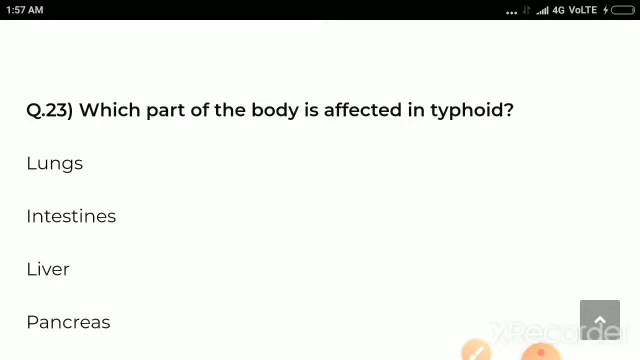 1:57 AM
... 4G VoLTE
Q.23) Which part of the body is affected in typhoid?
Lungs
Intestines
Liver
Pancreas
XRecorder